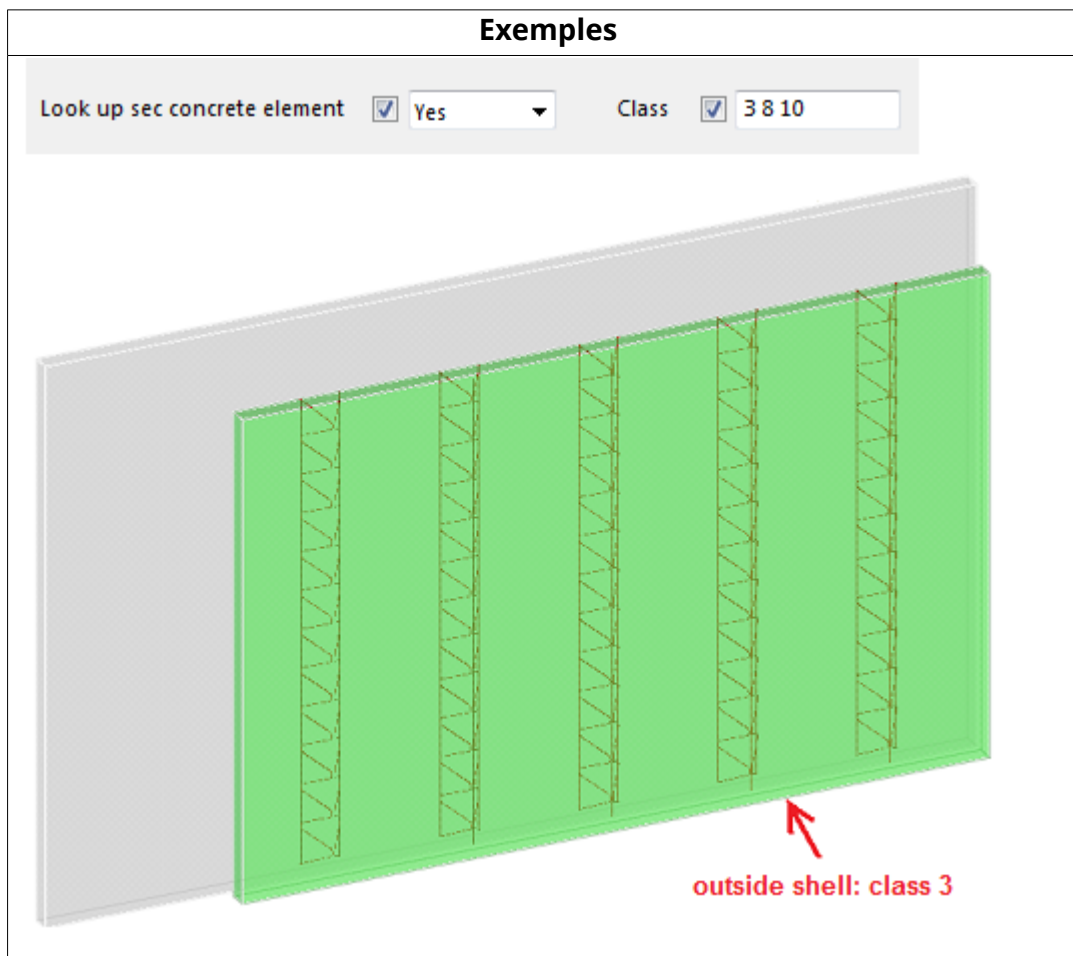 Exemples
Look up sec concrete element Yes Class 3 8 10
outside shell: class 3